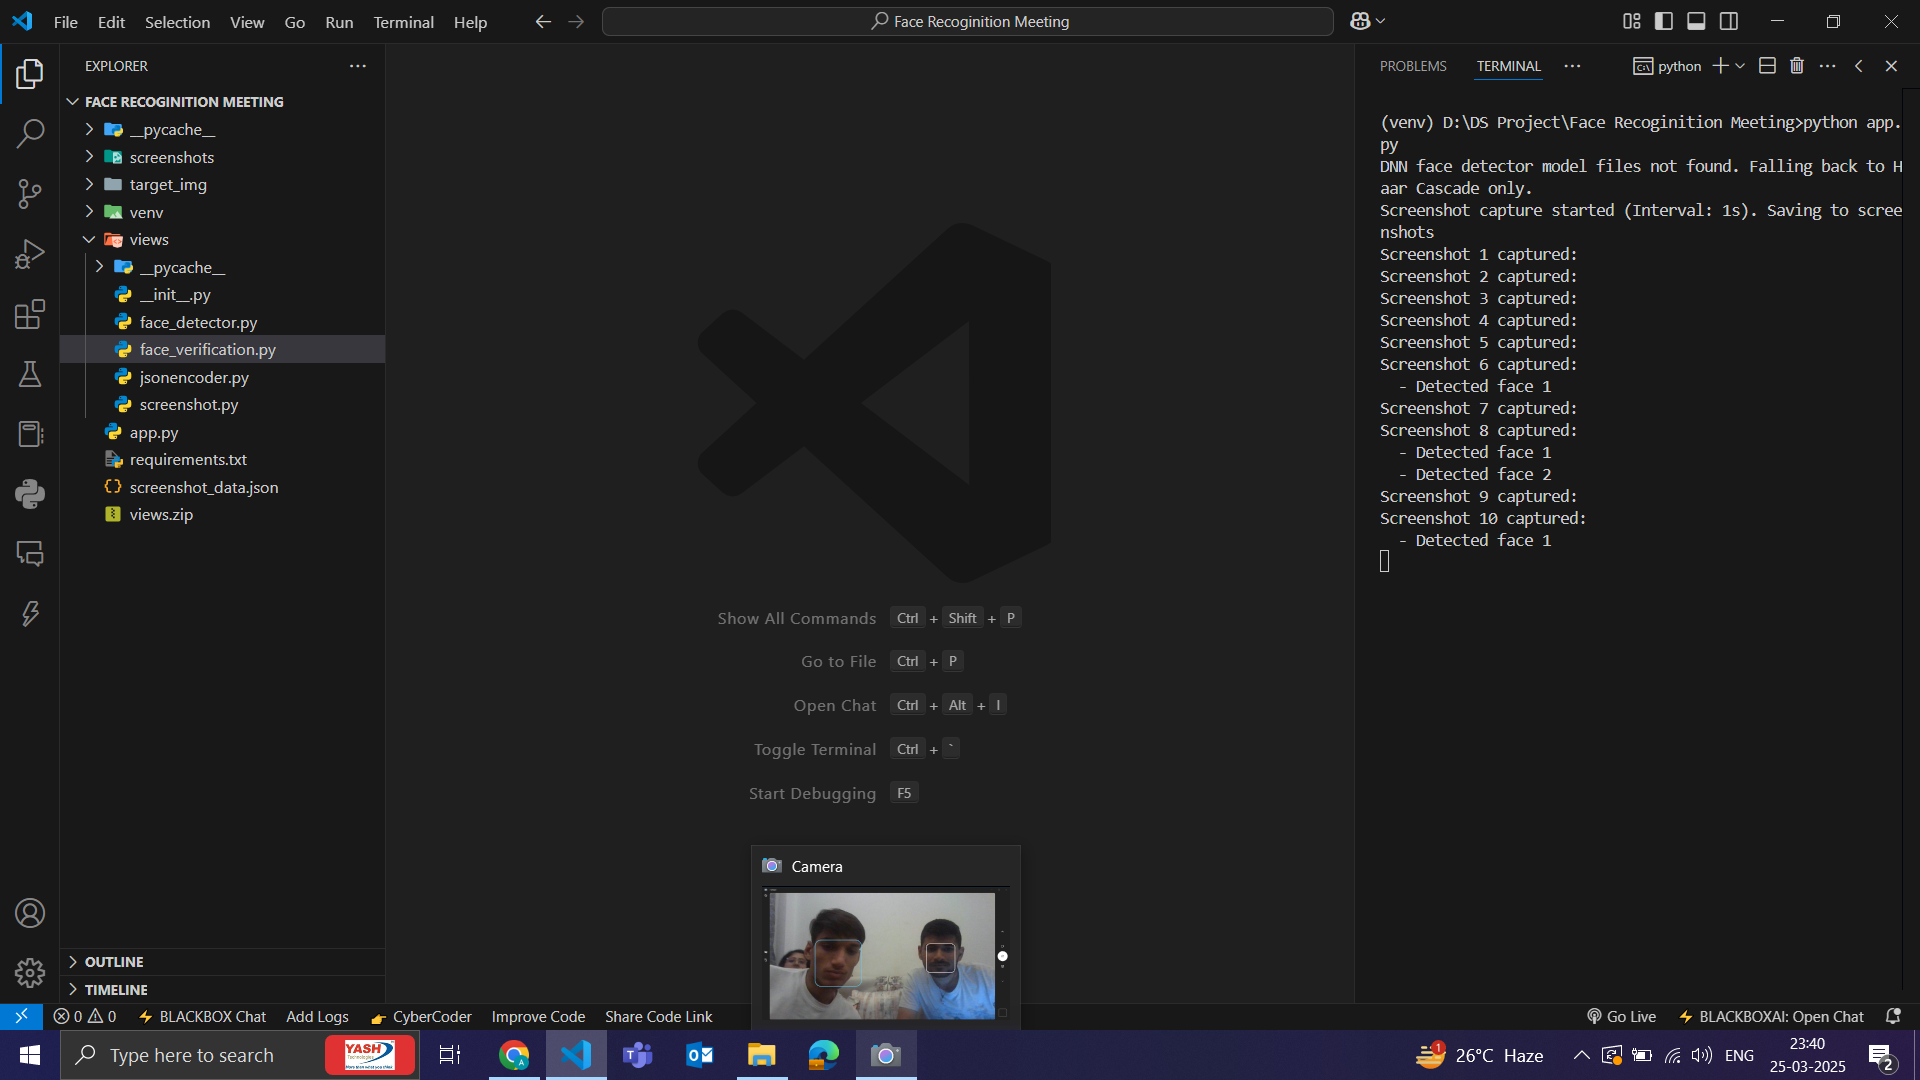 File Edit Selection View Go Run Terminal Help
Face Recoginition Meeting
EXPLORER
FACE RECOGINITION MEETING
__pycache__
screenshots
target_img
venv
views
__pycache__
__init__.py
face_detector.py
face_verification.py
jsonencoder.py
screenshot.py
app.py
requirements.txt
screenshot_data.json
views.zip
OUTLINE
TIMELINE
Show All Commands Ctrl + Shift + P
Go to File Ctrl + P
Open Chat Ctrl + Alt + I
Toggle Terminal Ctrl + `
Start Debugging F5
Camera
PROBLEMS TERMINAL python
(venv) D:\DS Project\Face Recoginition Meeting>python app.
py
DNN face detector model files not found. Falling back to H
aar Cascade only.
Screenshot capture started (Interval: 1s). Saving to scree
nshots
Screenshot 1 captured:
Screenshot 2 captured:
Screenshot 3 captured:
Screenshot 4 captured:
Screenshot 5 captured:
Screenshot 6 captured:
- Detected face 1
Screenshot 7 captured:
Screenshot 8 captured:
- Detected face 1
- Detected face 2
Screenshot 9 captured:
Screenshot 10 captured:
- Detected face 1
0 0 BLACKBOX Chat Add Logs CyberCoder Improve Code Share Code Link Go Live BLACKBOXAI: Open Chat
Type here to search YASH Technologies 1 26°C Haze ENG 23:40
25-03-2025
2